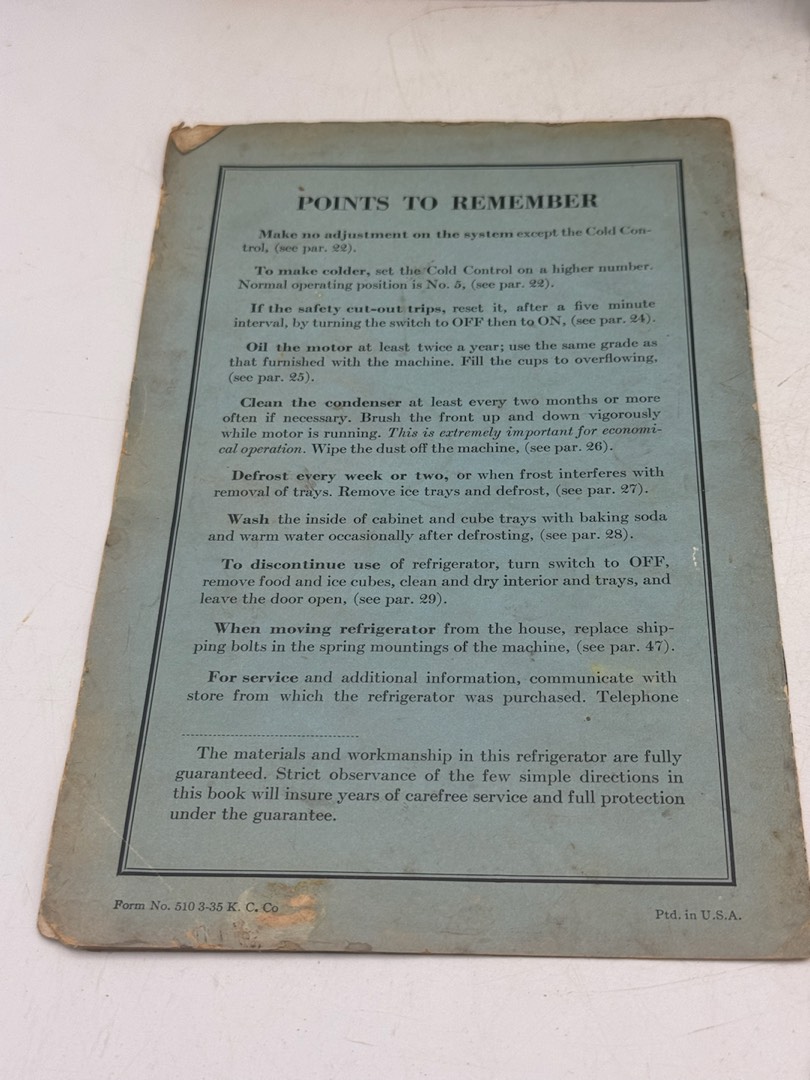 POINTS TO REMEMBER
Make no adjustment on the system except the Cold Con-
trol, (see par. 22).
To make colder, set the Cold Control on a higher number.
Normal operating position is No. 5, (see par. 22).
If the safety cut-out trips, reset it, after a five minute
interval, by turning the switch to OFF then to ON, (see par. 24).
Oil the motor at least twice a year; use the same grade as
that furnished with the machine. Fill the cups to overflowing,
(see par. 25).
Clean the condenser at least every two months or more
often if necessary. Brush the front up and down vigorously
while motor is running. This is extremely important for economi-
cal operation. Wipe the dust off the machine, (see par. 26).
Defrost every week or two, or when frost interferes with
removal of trays. Remove ice trays and defrost, (see par. 27).
Wash the inside of cabinet and cube trays with baking soda
and warm water occasionally after defrosting, (see par. 28).
To discontinue use of refrigerator, turn switch to OFF,
remove food and ice cubes, clean and dry interior and trays, and
leave the door open, (see par. 29).
When moving refrigerator from the house, replace ship-
ping bolts in the spring mountings of the machine, (see par. 47).
For service and additional information, communicate with
store from which the refrigerator was purchased. Telephone
The materials and workmanship in this refrigerator are fully
guaranteed. Strict observance of the few simple directions in
this book will insure years of carefree service and full protection
under the guarantee.
Form No. 510 3-35 K. C. Co
Ptd. in U.S.A.